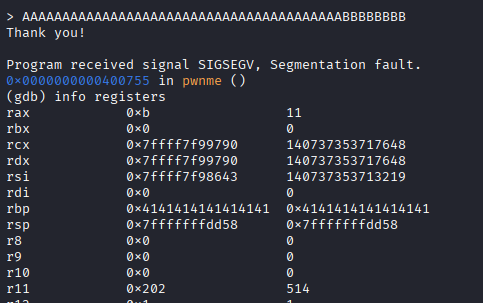 > AAAAAAAAAAAAAAAAAAAAAAAAAAAAAAAAAAAAAAAABBBBBBBB
Thank you!
Program received signal SIGSEGV, Segmentation fault.
0x0000000000400755 in pwnme ()
(gdb) info registers
rax 0xb 11
rbx 0x0 0
rcx 0x7ffff7f99790 140737353717648
rdx 0x7ffff7f99790 140737353717648
rsi 0x7ffff7f98643 140737353713219
rdi 0x0 0
rbp 0x4141414141414141 0x4141414141414141
rsp 0x7fffffffdd58 0x7fffffffdd58
r8 0x0 0
r9 0x0 0
r10 0x0 0
r11 0x202 514